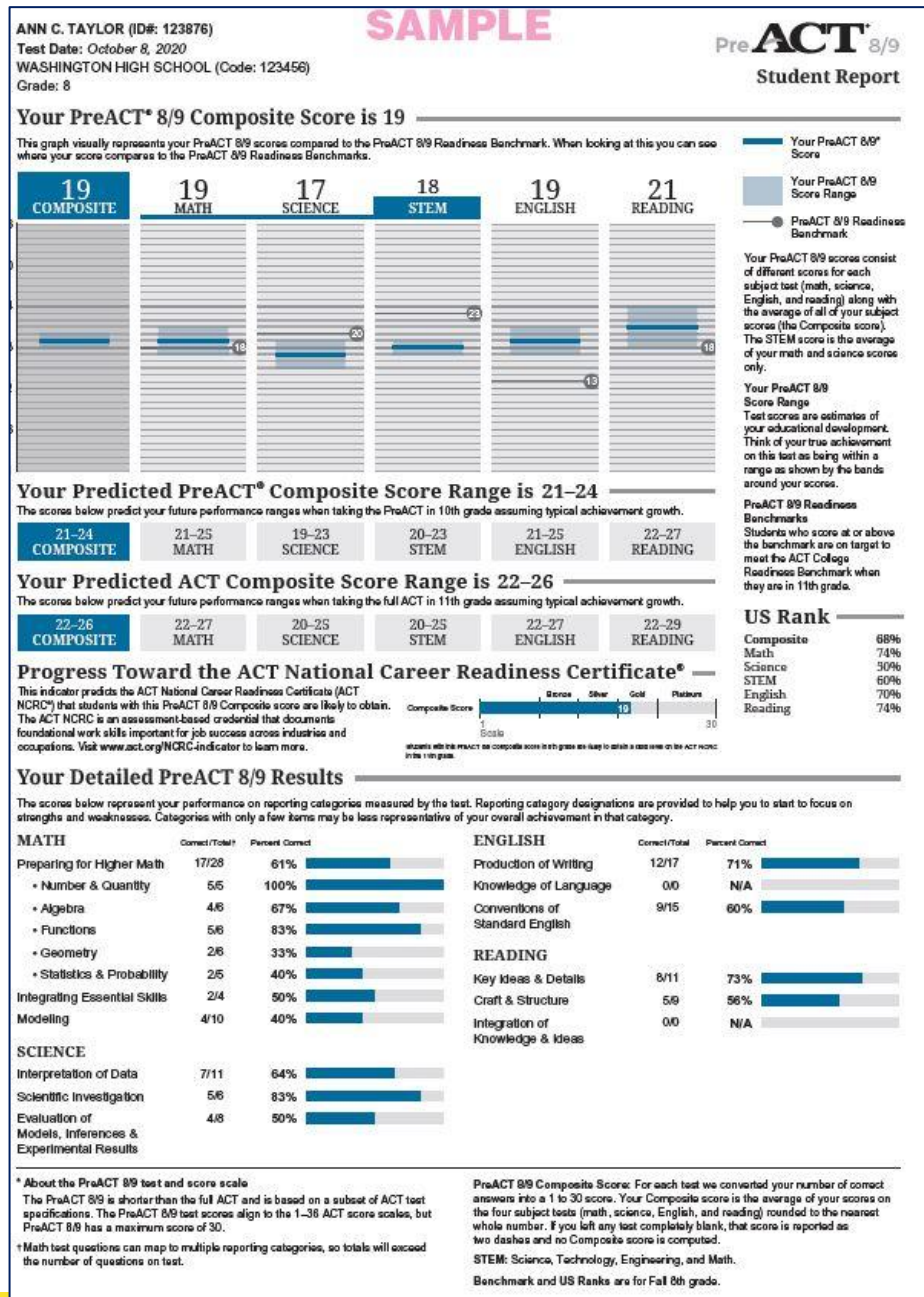 SAMPLE
ANN C. TAYLOR (ID#: 123876)
Test Date: October 8, 2020
WASHINGTON HIGH SCHOOL (Code: 123456)
Grade: 8
PreACT® 8/9
Student Report
Your PreACT® 8/9 Composite Score is 19
This graph visually represents your PreACT 8/9 scores compared to the PreACT 8/9 Readiness Benchmark. When looking at this you can see
where your score compares to the PreACT 8/9 Readiness Benchmarks.
19 19 17 18 19 21
COMPOSITE MATH SCIENCE STEM ENGLISH READING
23
20
18 18
13
Your PreACT 8/9*
Score
Your PreACT 8/9
Score Range
PreACT 8/9 Readiness
Benchmark
Your PreACT 8/9 scores consist
of different scores for each
subject test (math, science,
English, and reading) along with
the average of all of your subject
scores (the Composite score).
The STEM score is the average
of your math and science scores
only.
Your PreACT 8/9
Score Range
Test scores are estimates of
your educational development.
Think of your true achievement
on this test as being within a
range as shown by the bands
around your scores.
PreACT 8/9 Readiness
Benchmarks
Students who score at or above
the benchmark are on target to
meet the ACT College
Readiness Benchmark when
they are in 11th grade.
Your Predicted PreACT® Composite Score Range is 21–24
The scores below predict your future performance ranges when taking the PreACT in 10th grade assuming typical achievement growth.
21–24 21–25 19–23 20–23 21–25 22–27
COMPOSITE MATH SCIENCE STEM ENGLISH READING
Your Predicted ACT Composite Score Range is 22–26
The scores below predict your future performance ranges when taking the full ACT in 11th grade assuming typical achievement growth.
22–26 22–27 20–25 20–25 22–27 22–29
COMPOSITE MATH SCIENCE STEM ENGLISH READING
US Rank
Composite 68%
Math 74%
Science 50%
STEM 60%
English 70%
Reading 74%
Progress Toward the ACT National Career Readiness Certificate®
This indicator predicts the ACT National Career Readiness Certificate (ACT
NCRC®) that students with this PreACT 8/9 Composite score are likely to obtain.
The ACT NCRC is an assessment-based credential that documents
foundational work skills important for job success across industries and
occupations. Visit www.act.org/NCRC-indicator to learn more.
Bronze Silver Gold Platinum
Composite Score 19
1 30
Scale
Your Detailed PreACT 8/9 Results
The scores below represent your performance on reporting categories measured by the test. Reporting category designations are provided to help you to start to focus on
strengths and weaknesses. Categories with only a few items may be less representative of your overall achievement in that category.
MATH Correct/Total† Percent Correct
Preparing for Higher Math 17/28 61%
• Number & Quantity 5/5 100%
• Algebra 4/6 67%
• Functions 5/6 83%
• Geometry 2/6 33%
• Statistics & Probability 2/5 40%
Integrating Essential Skills 2/4 50%
Modeling 4/10 40%
SCIENCE
Interpretation of Data 7/11 64%
Scientific Investigation 5/6 83%
Evaluation of 4/8 50%
Models, Inferences &
Experimental Results
ENGLISH Correct/Total Percent Correct
Production of Writing 12/17 71%
Knowledge of Language 0/0 N/A
Conventions of 9/15 60%
Standard English
READING
Key Ideas & Details 8/11 73%
Craft & Structure 5/9 56%
Integration of 0/0 N/A
Knowledge & Ideas
* About the PreACT 8/9 test and score scale
The PreACT 8/9 is shorter than the full ACT and is based on a subset of ACT test
specifications. The PreACT 8/9 test scores align to the 1–36 ACT score scales, but
PreACT 8/9 has a maximum score of 30.
†Math test questions can map to multiple reporting categories, so totals will exceed
the number of questions on test.
PreACT 8/9 Composite Score: For each test we converted your number of correct
answers into a 1 to 30 score. Your Composite score is the average of your scores on
the four subject tests (math, science, English, and reading) rounded to the nearest
whole number. If you left any test completely blank, that score is reported as
two dashes and no Composite score is computed.
STEM: Science, Technology, Engineering, and Math.
Benchmark and US Ranks are for Fall 8th grade.